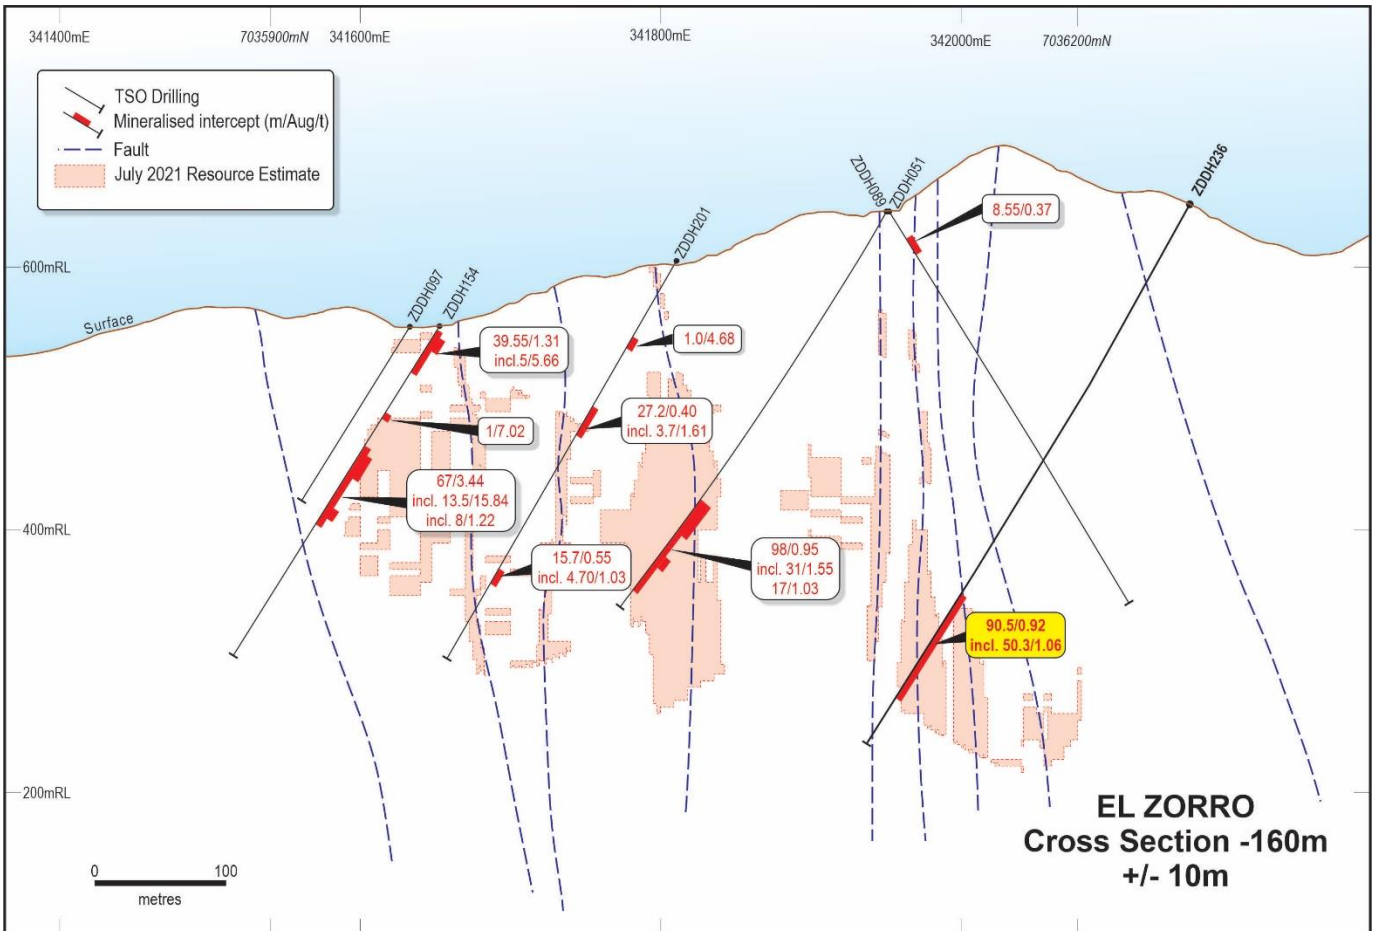 341400mE
7035900mN
341600mE
341800mE
342000mE
7036200mN
TSO Drilling
Mineralised intercept (m/Aug/t)
Fault
July 2021 Resource Estimate
ZDDH097
ZDDH154
ZDDH201
ZDDH089
ZDDH051
ZDDH236
600mRL
Surface
8.55/0.37
39.55/1.31
incl.5/5.66
1.0/4.68
27.2/0.40
incl. 3.7/1.61
1/7.02
67/3.44
incl. 13.5/15.84
incl. 8/1.22
400mRL
15.7/0.55
incl. 4.70/1.03
98/0.95
incl. 31/1.55
17/1.03
90.5/0.92
incl. 50.3/1.06
200mRL
EL ZORRO
Cross Section -160m
+/- 10m
0
100
metres